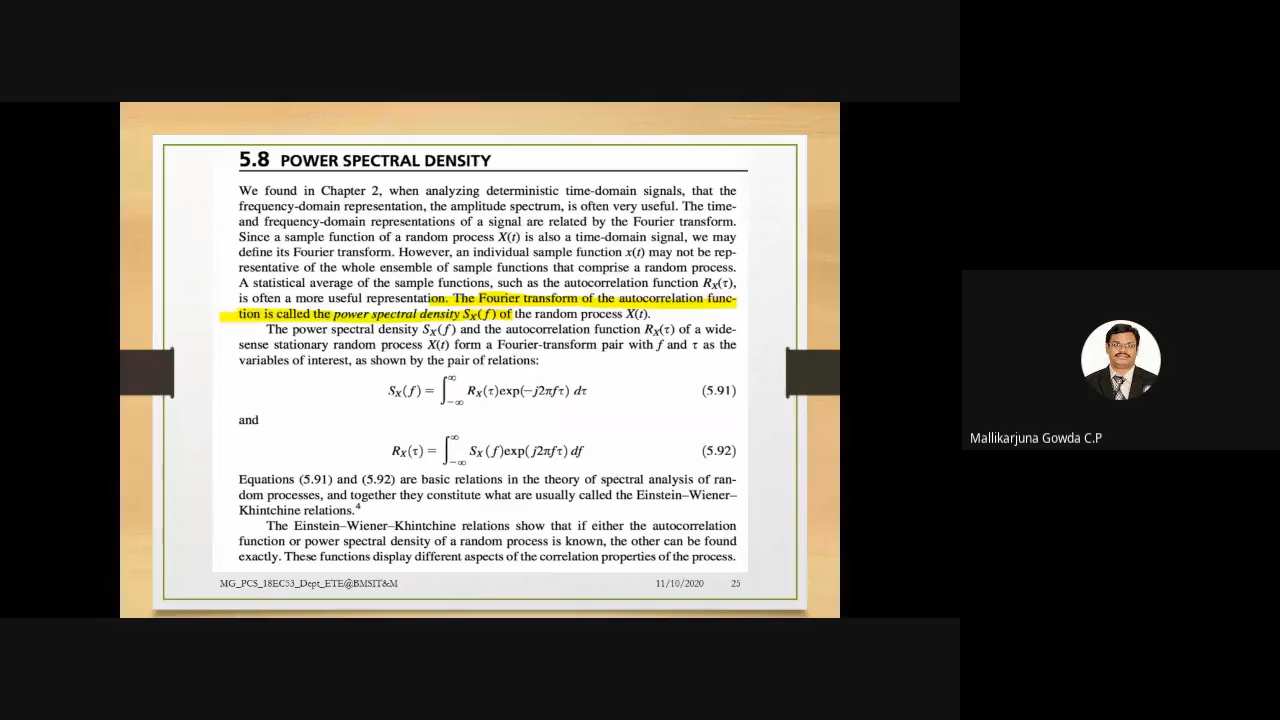 5.8 POWER SPECTRAL DENSITY
We found in Chapter 2, when analyzing deterministic time-domain signals, that the
frequency-domain representation, the amplitude spectrum, is often very useful. The time-
and frequency-domain representations of a signal are related by the Fourier transform.
Since a sample function of a random process X(t) is also a time-domain signal, we may
define its Fourier transform. However, an individual sample function x(t) may not be rep-
resentative of the whole ensemble of sample functions that comprise a random process.
A statistical average of the sample functions, such as the autocorrelation function R_X(τ),
is often a more useful representation. The Fourier transform of the autocorrelation func-
tion is called the power spectral density S_X(f) of the random process X(t).
The power spectral density S_X(f) and the autocorrelation function R_X(τ) of a wide-
sense stationary random process X(t) form a Fourier-transform pair with f and τ as the
variables of interest, as shown by the pair of relations:
S_X(f) = ∫_{-∞}^{∞} R_X(τ)exp(−j2πfτ) dτ (5.91)
and
R_X(τ) = ∫_{-∞}^{∞} S_X(f)exp(j2πfτ) df (5.92)
Equations (5.91) and (5.92) are basic relations in the theory of spectral analysis of ran-
dom processes, and together they constitute what are usually called the Einstein–Wiener–
Khintchine relations.⁴
The Einstein–Wiener–Khintchine relations show that if either the autocorrelation
function or power spectral density of a random process is known, the other can be found
exactly. These functions display different aspects of the correlation properties of the process.
MG_PCS_18EC53_Dept_ETE@BMSIT&M 11/10/2020 25
Mallikarjuna Gowda C.P